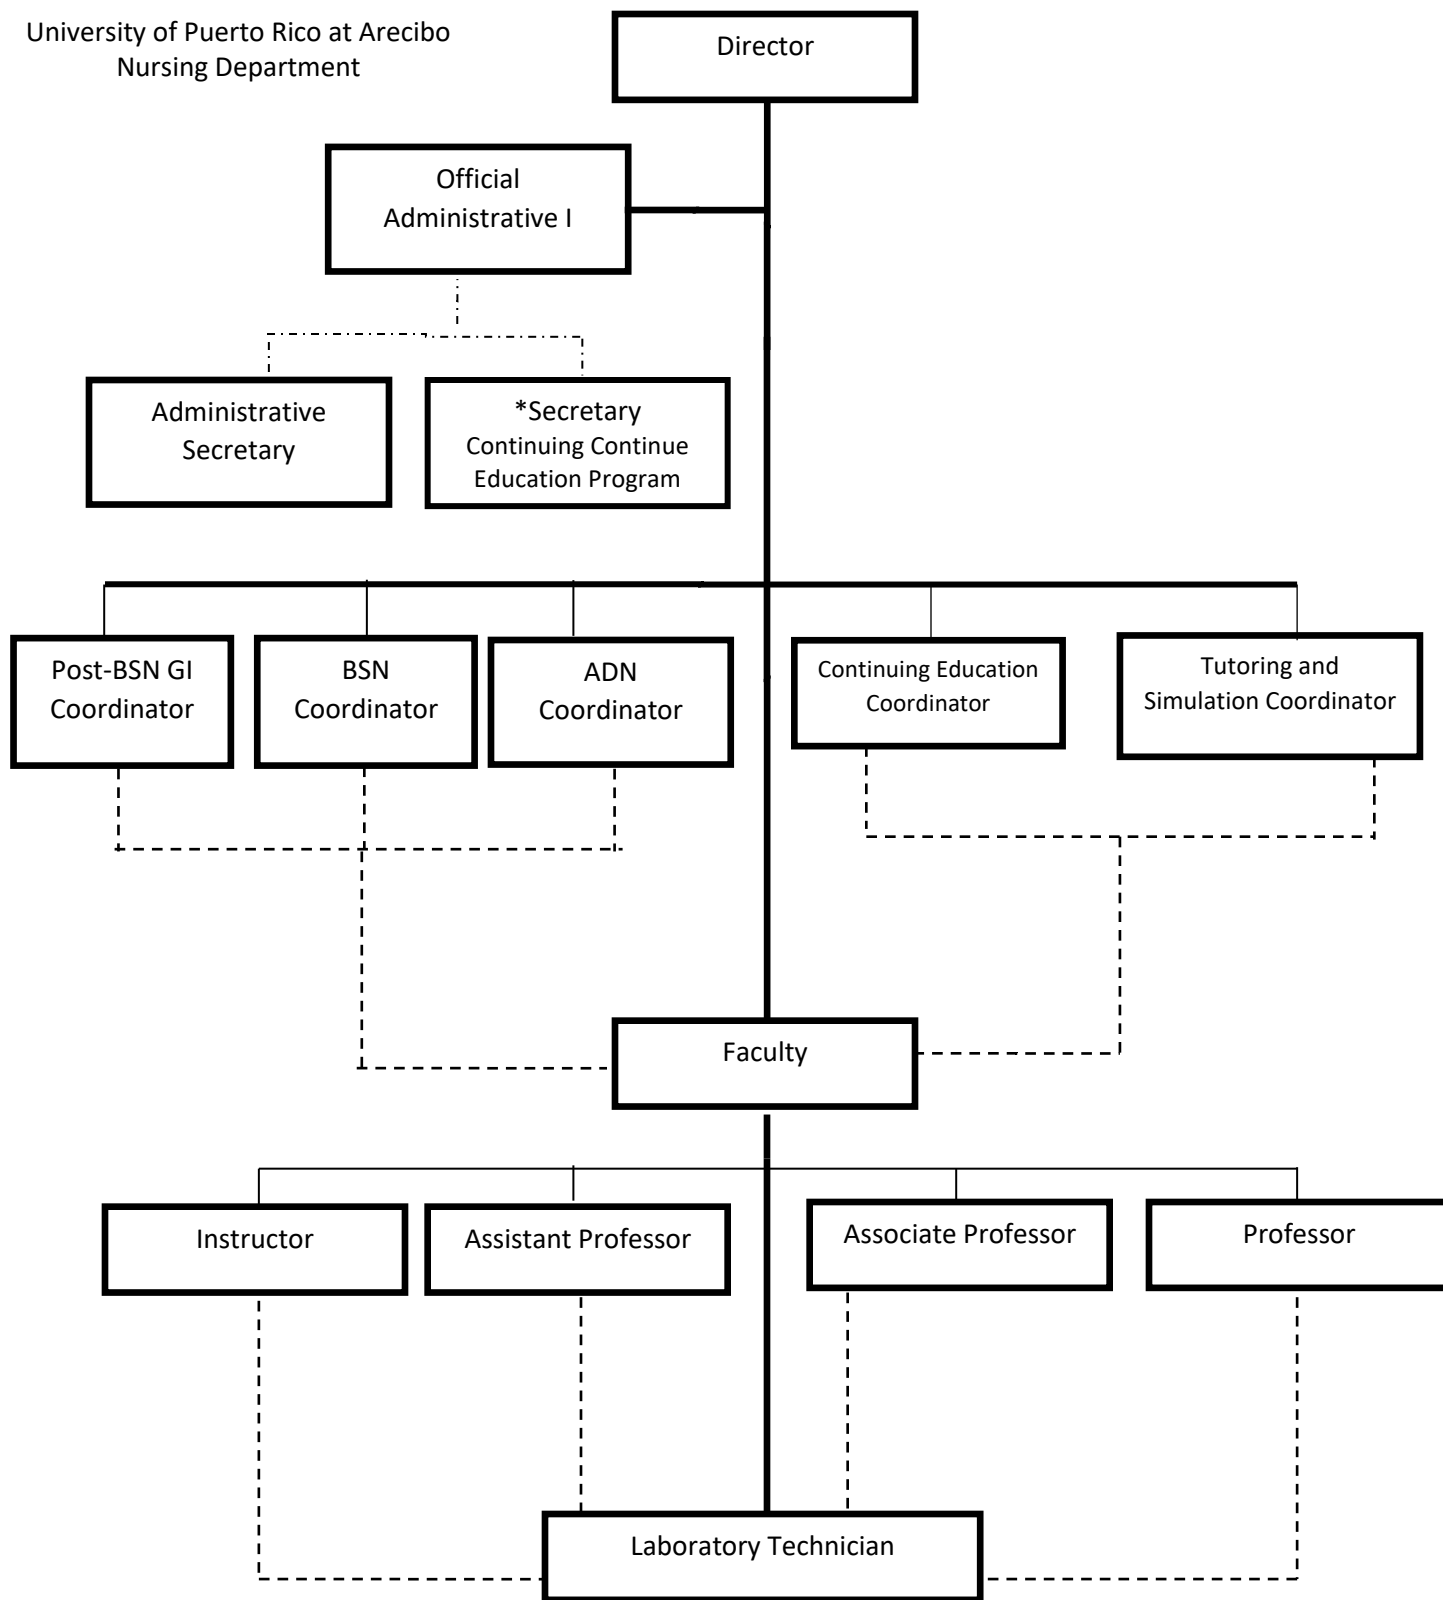 University of Puerto Rico at Arecibo
Nursing Department
Director
Official
Administrative I
Administrative
Secretary
*Secretary
Continuing Continue
Education Program
Post-BSN GI
Coordinator
BSN
Coordinator
ADN
Coordinator
Continuing Education
Coordinator
Tutoring and
Simulation Coordinator
Faculty
Instructor
Assistant Professor
Associate Professor
Professor
Laboratory Technician